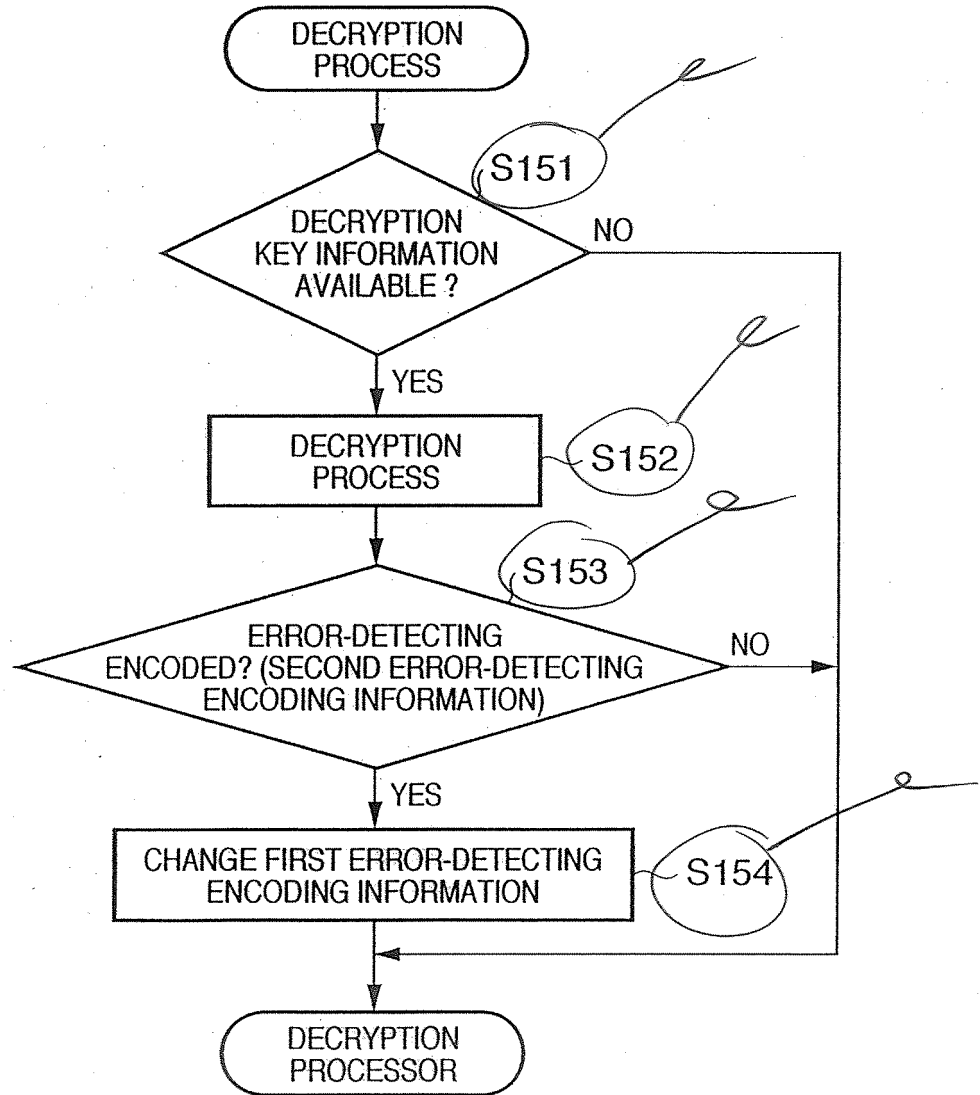 DECRYPTION
PROCESS
S151
DECRYPTION
KEY INFORMATION
AVAILABLE ?
NO
YES
DECRYPTION
PROCESS
S152
S153
ERROR-DETECTING
ENCODED? (SECOND ERROR-DETECTING
ENCODING INFORMATION)
NO
YES
CHANGE FIRST ERROR-DETECTING
ENCODING INFORMATION
S154
DECRYPTION
PROCESSOR